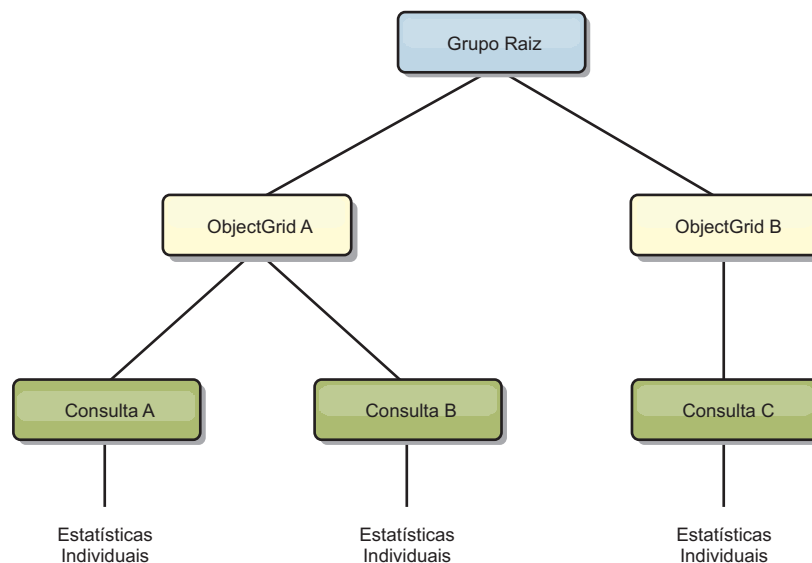 Grupo Raiz
ObjectGrid A
ObjectGrid B
Consulta A
Consulta B
Consulta C
Estatísticas
Individuais
Estatísticas
Individuais
Estatísticas
Individuais